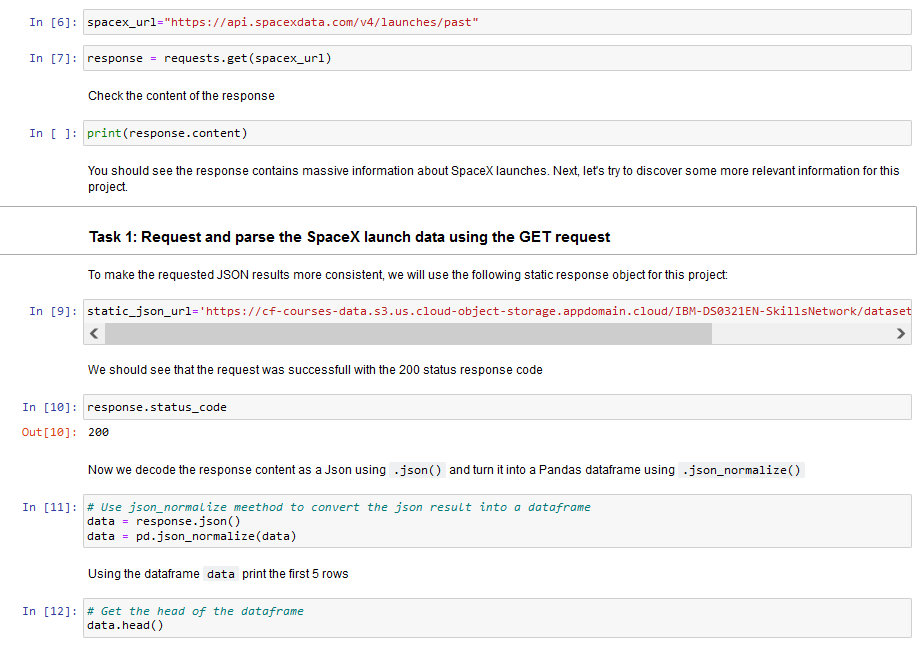 In [6]: spacex_url="https://api.spacexdata.com/v4/launches/past"
In [7]: response = requests.get(spacex_url)
Check the content of the response
In [ ]: print(response.content)
You should see the response contains massive information about SpaceX launches. Next, let's try to discover some more relevant information for this
project.
Task 1: Request and parse the SpaceX launch data using the GET request
To make the requested JSON results more consistent, we will use the following static response object for this project:
In [9]: static_json_url='https://cf-courses-data.s3.us.cloud-object-storage.appdomain.cloud/IBM-DS0321EN-SkillsNetwork/dataset
We should see that the request was successfull with the 200 status response code
In [10]: response.status_code
Out[10]: 200
Now we decode the response content as a Json using .json() and turn it into a Pandas dataframe using .json_normalize()
In [11]: # Use json_normalize meethod to convert the json result into a dataframe
data = response.json()
data = pd.json_normalize(data)
Using the dataframe data print the first 5 rows
In [12]: # Get the head of the dataframe
data.head()